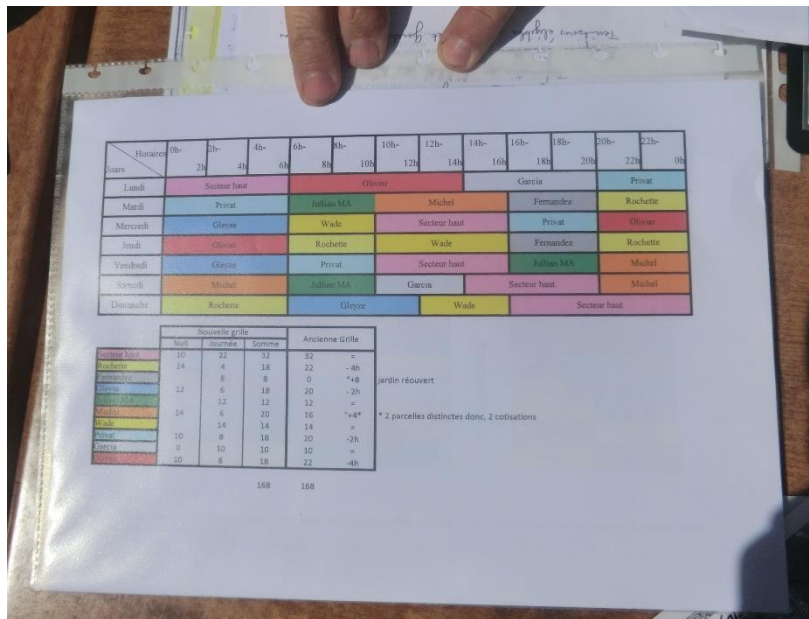 Horaires 0h- 2h- 4h- 6h- 8h- 10h- 12h- 14h- 16h- 18h- 20h- 22h-
Jours 2h 4h 6h 8h 10h 12h 14h 16h 18h 20h 22h 0h
Lundi Secteur haut Olivier Garcia Privat
Mardi Privat Jullian MA Michel Fernandez Rochette
Mercredi Gleyze Wade Secteur haut Privat Olivier
Jeudi Olivier Rochette Wade Fernandez Rochette
Vendredi Gleyze Privat Secteur haut Jullian MA Michel
Samedi Michel Jullian MA Garcia Secteur haut Michel
Dimanche Rochette Gleyze Wade Secteur haut
Nouvelle grille Ancienne Grille
Nuit Journée Somme
Secteur haut 10 22 32 32 =
Rochette 14 4 18 22 - 4h
Fernandez 8 8 0 "+8 jardin réouvert
Gleyze 12 6 18 20 - 2h
12 12 12 =
Michel 14 6 20 16 "+4* * 2 parcelles distinctes donc, 2 cotisations
Wade 14 14 14 =
Privat 10 8 18 20 -2h
Garcia 0 10 10 10 =
10 8 18 22 -4h
168 168